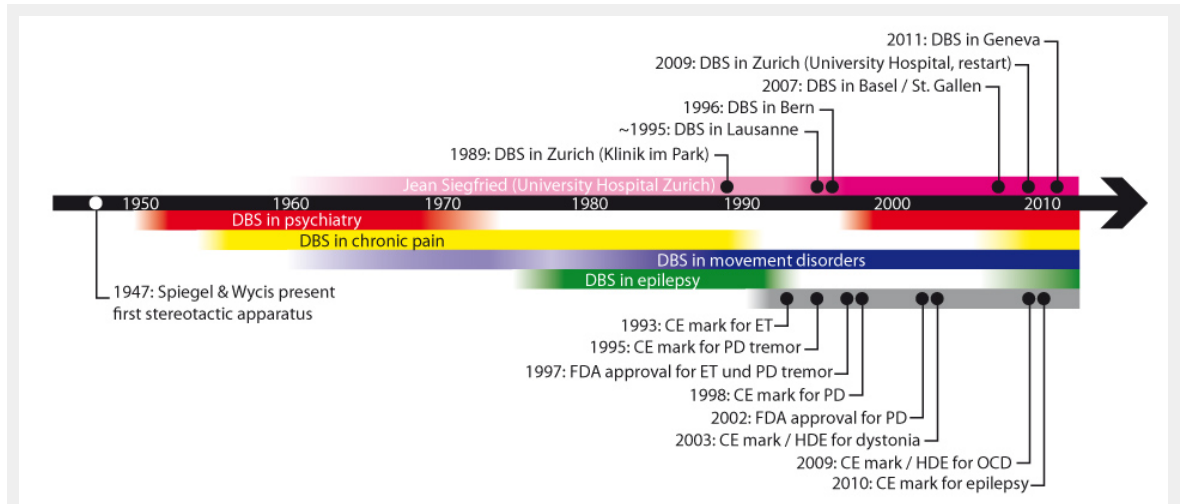 2011: DBS in Geneva
2009: DBS in Zurich (University Hospital, restart)
2007: DBS in Basel / St. Gallen
1996: DBS in Bern
~1995: DBS in Lausanne
1989: DBS in Zurich (Klinik im Park)
Jean Siegfried (University Hospital Zurich)
1950 1960 1970 1980 1990 2000 2010
DBS in psychiatry
DBS in chronic pain
DBS in movement disorders
DBS in epilepsy
1947: Spiegel & Wycis present
first stereotactic apparatus
1993: CE mark for ET
1995: CE mark for PD tremor
1997: FDA approval for ET und PD tremor
1998: CE mark for PD
2002: FDA approval for PD
2003: CE mark / HDE for dystonia
2009: CE mark / HDE for OCD
2010: CE mark for epilepsy